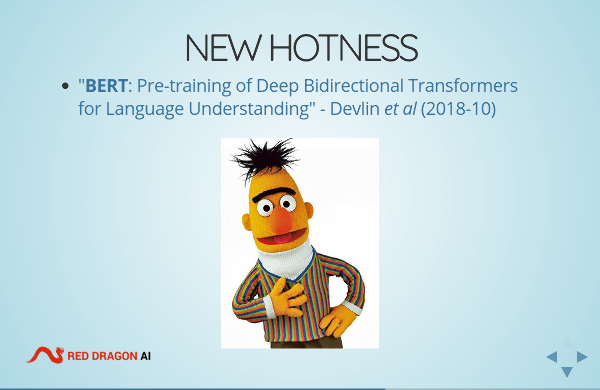 NEW HOTNESS
"BERT: Pre-training of Deep Bidirectional Transformers
for Language Understanding" - Devlin et al (2018-10)
RED DRAGON AI